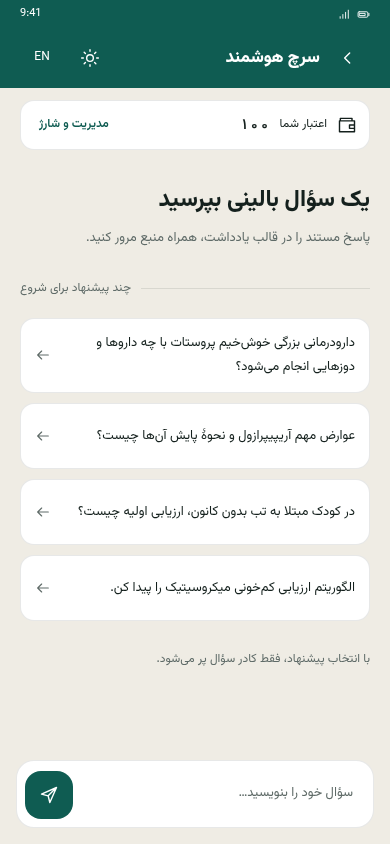 9:41
سرچ هوشمند
EN
اعتبار شما ۱۰۰
مدیریت و شارژ
یک سؤال بالینی بپرسید
پاسخ مستند را در قالب یادداشت، همراه منبع مرور کنید.
چند پیشنهاد برای شروع
دارودرمانی بزرگی خوش‌خیم پروستات با چه داروها و
دوزهایی انجام می‌شود؟
عوارض مهم آریپیپرازول و نحوهٔ پایش آن‌ها چیست؟
در کودک مبتلا به تب بدون کانون، ارزیابی اولیه چیست؟
الگوریتم ارزیابی کم‌خونی میکروسیتیک را پیدا کن.
با انتخاب پیشنهاد، فقط کادر سؤال پر می‌شود.
سؤال خود را بنویسید…